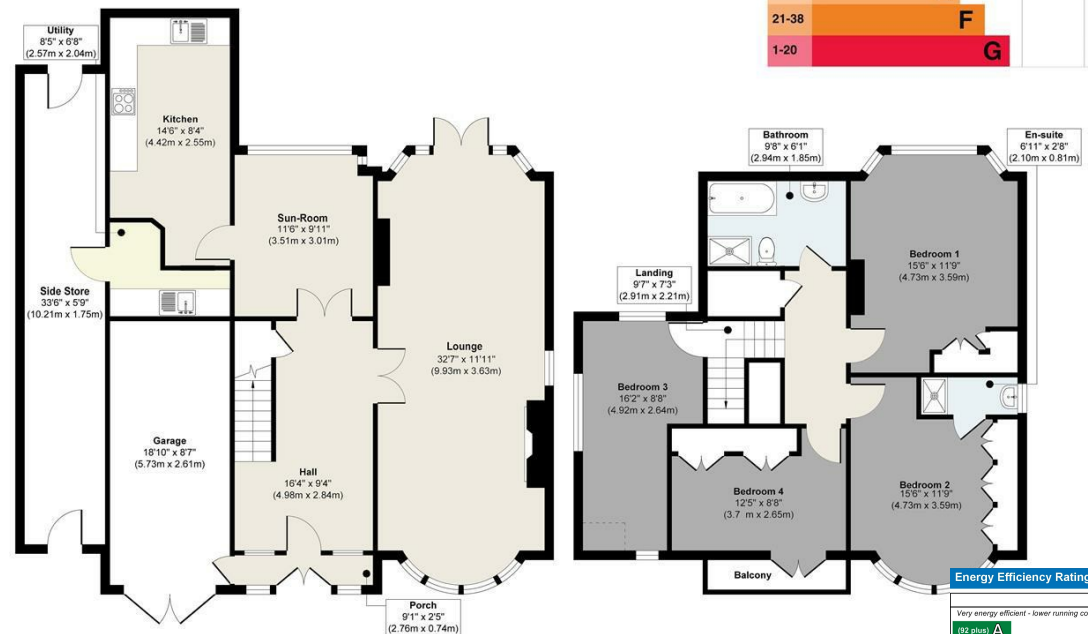 21-38 F
1-20 G
Utility
8'5" x 6'8"
(2.57m x 2.04m)
Kitchen
14'6" x 8'4"
(4.42m x 2.55m)
Sun-Room
11'6" x 9'11"
(3.51m x 3.01m)
Side Store
33'6" x 5'9"
(10.21m x 1.75m)
Lounge
32'7" x 11'11"
(9.93m x 3.63m)
Garage
18'10" x 8'7"
(5.73m x 2.61m)
Hall
16'4" x 9'4"
(4.98m x 2.84m)
Porch
9'1" x 2'5"
(2.76m x 0.74m)
Bathroom
9'8" x 6'1"
(2.94m x 1.85m)
En-suite
6'11" x 2'8"
(2.10m x 0.81m)
Bedroom 1
15'6" x 11'9"
(4.73m x 3.59m)
Landing
9'7" x 7'3"
(2.91m x 2.21m)
Bedroom 3
16'2" x 8'8"
(4.92m x 2.64m)
Bedroom 4
12'5" x 8'8"
(3.7 m x 2.65m)
Bedroom 2
15'6" x 11'9"
(4.73m x 3.59m)
Balcony
Energy Efficiency Rating
Very energy efficient - lower running co
(92 plus) A